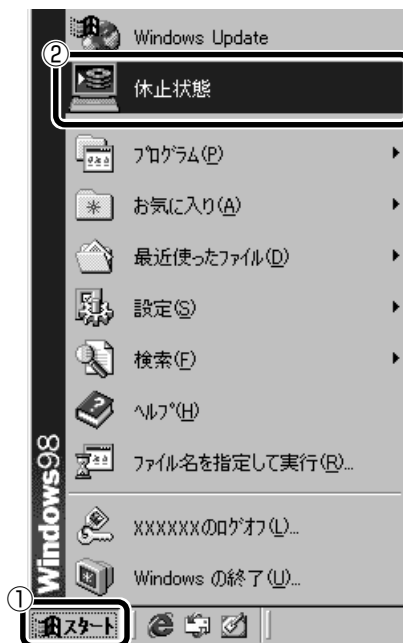 Windows Update
②
休止状態
プログラム(P)
お気に入り(A)
最近使ったファイル(D)
設定(S)
検索(F)
ヘルプ(H)
ファイル名を指定して実行(R)...
XXXXXXのログオフ(L)...
Windows の終了(U)...
Windows98
①
スタート